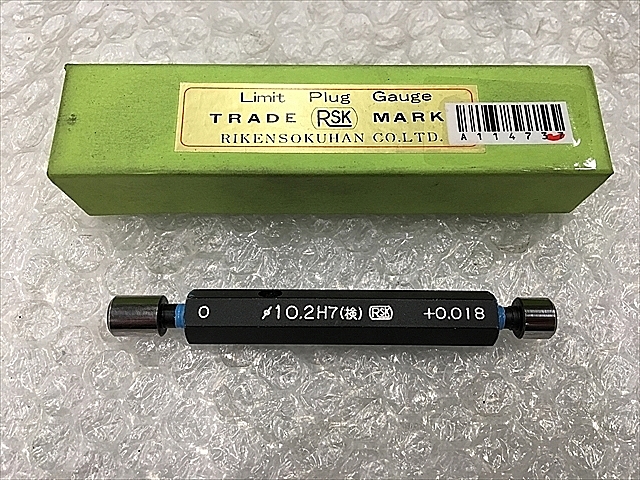 Limit Plug Gauge
TRADE RSK MARK
RIKENSOKUHAN CO.LTD.
A11473
0 ⌀10.2H7(検) RSK +0.018